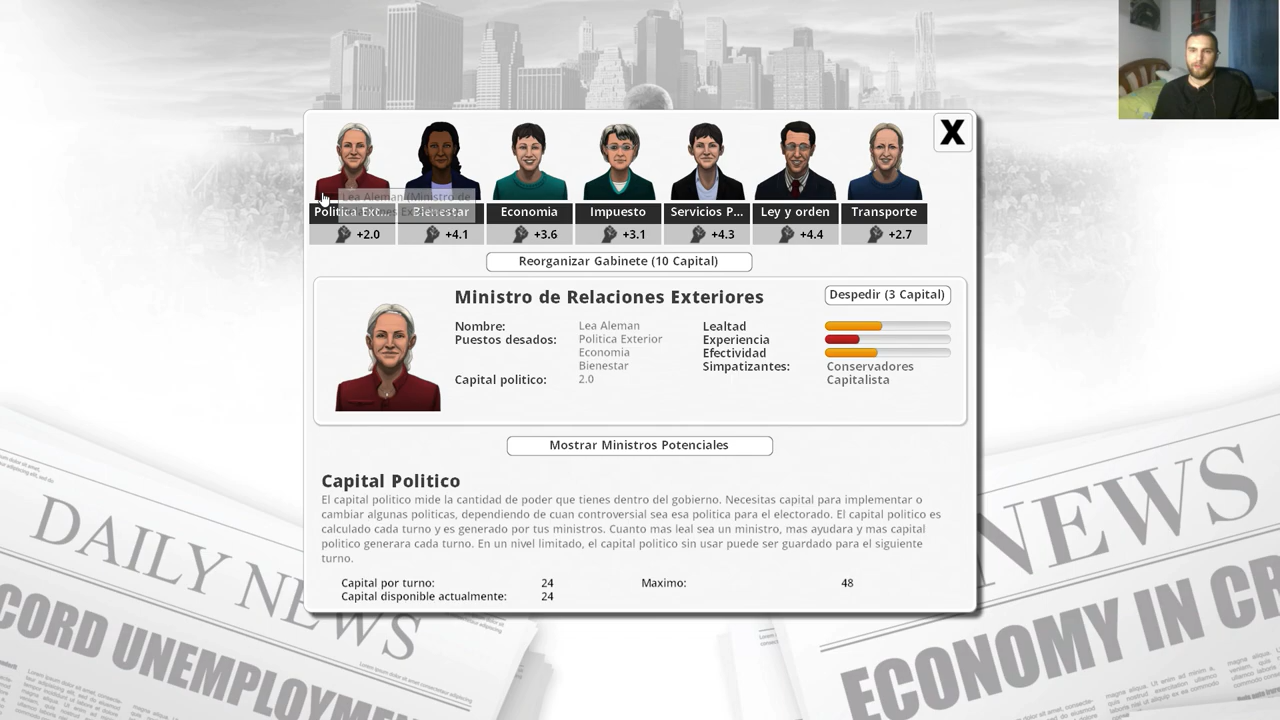 X
Lea Aleman (Ministro de
Politica Ext... Bienestar Economia Impuesto Servicios P... Ley y orden Transporte
+2.0 +4.1 +3.6 +3.1 +4.3 +4.4 +2.7
Reorganizar Gabinete (10 Capital)
Ministro de Relaciones Exteriores
Despedir (3 Capital)
Nombre: Lea Aleman
Puestos desados: Politica Exterior
Economia
Bienestar
Capital politico: 2.0
Lealtad
Experiencia
Efectividad
Simpatizantes: Conservadores
Capitalista
Mostrar Ministros Potenciales
Capital Politico
El capital politico mide la cantidad de poder que tienes dentro del gobierno. Necesitas capital para implementar o
cambiar algunas politicas, dependiendo de cuan controversial sea esa politica para el electorado. El capital politico es
calculado cada turno y es generado por tus ministros. Cuanto mas leal sea un ministro, mas ayudara y mas capital
politico generara cada turno. En un nivel limitado, el capital politico sin usar puede ser guardado para el siguiente
turno.
Capital por turno: 24 Maximo: 48
Capital disponible actualmente: 24
DAILY NEWS
CORD UNEMPLOYM
NEWS
ECONOMY IN CR